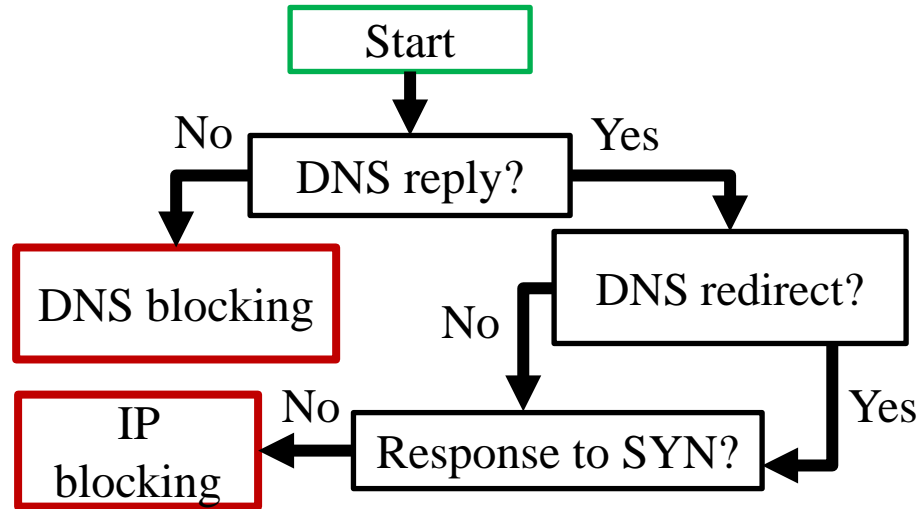 Start
No
Yes
DNS reply?
DNS blocking
DNS redirect?
No
Yes
IP
blocking
No
Response to SYN?